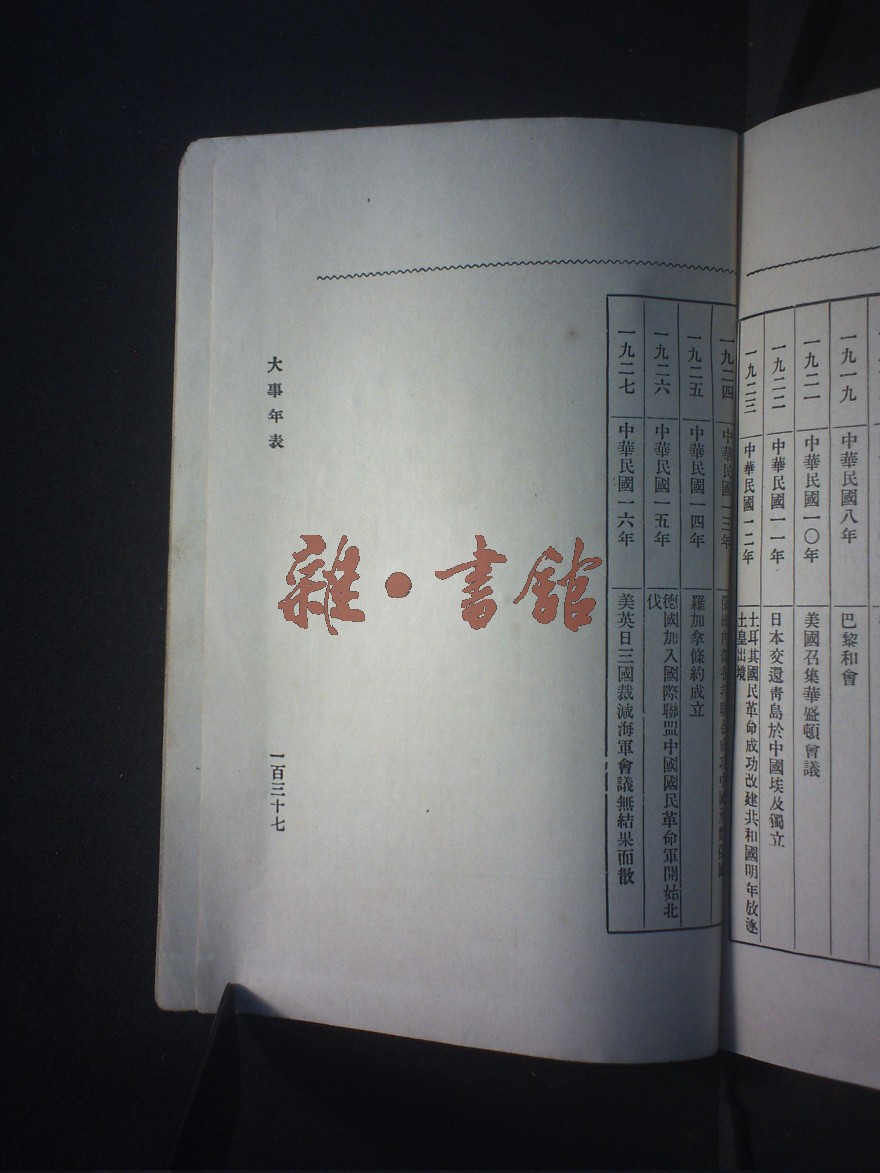 一九一九 中華民國八年 巴黎和會
一九二一 中華民國一〇年 美國召集華盛頓會議
一九二二 中華民國一一年 日本交還靑島於中國埃及獨立
一九二三 中華民國一二年 土耳其國民革命成功改建共和國明年放逐
土皇出境
一九二四 中華民國一三年
一九二五 中華民國一四年 羅加拿條約成立
一九二六 中華民國一五年 德國加入國際聯盟中國國民革命軍開始北
伐
一九二七 中華民國一六年 美英日三國裁減海軍會議無結果而散
大事年表
一百三十七
雜·書館